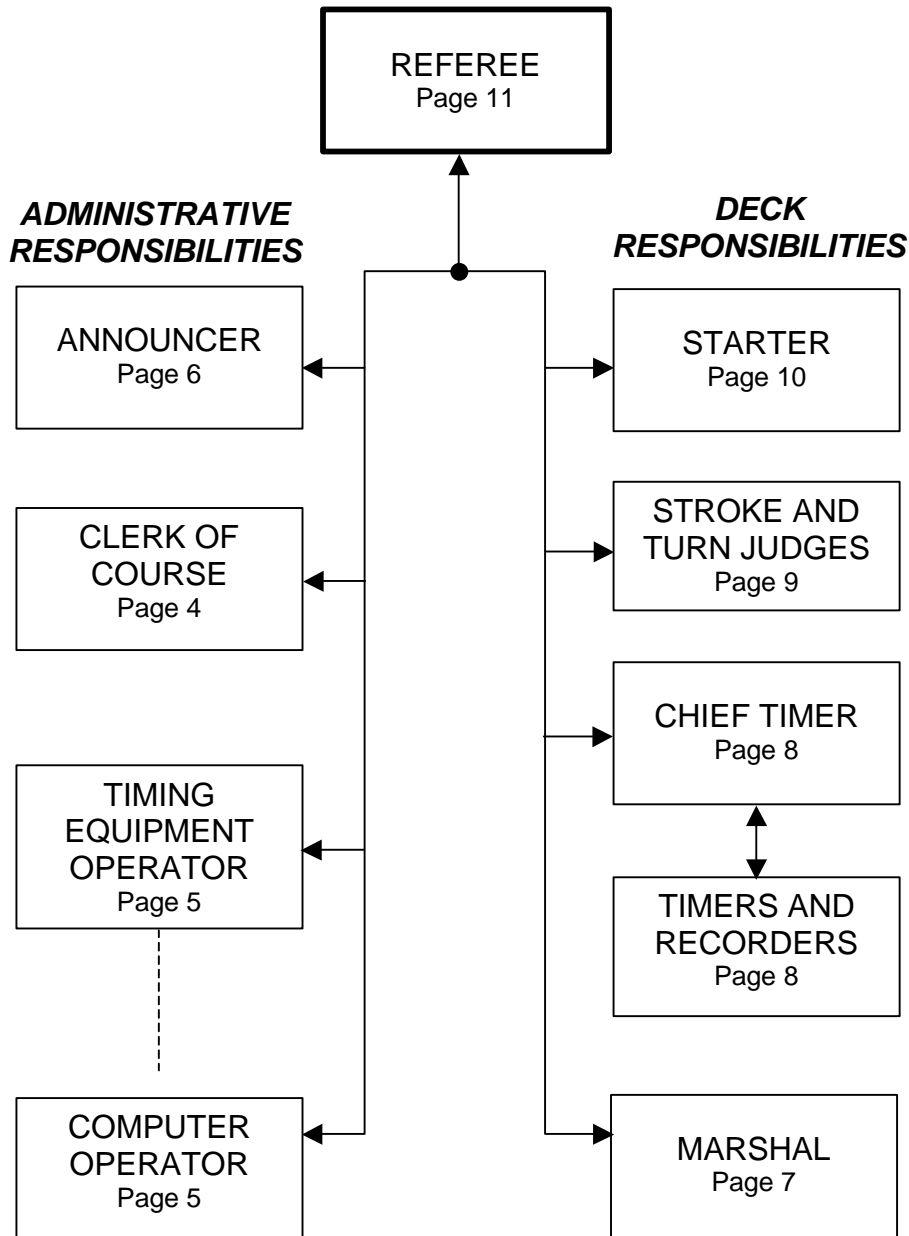 REFEREE
Page 11
ADMINISTRATIVE
RESPONSIBILITIES
ANNOUNCER
Page 6
CLERK OF
COURSE
Page 4
TIMING
EQUIPMENT
OPERATOR
Page 5
COMPUTER
OPERATOR
Page 5
DECK
RESPONSIBILITIES
STARTER
Page 10
STROKE AND
TURN JUDGES
Page 9
CHIEF TIMER
Page 8
TIMERS AND
RECORDERS
Page 8
MARSHAL
Page 7